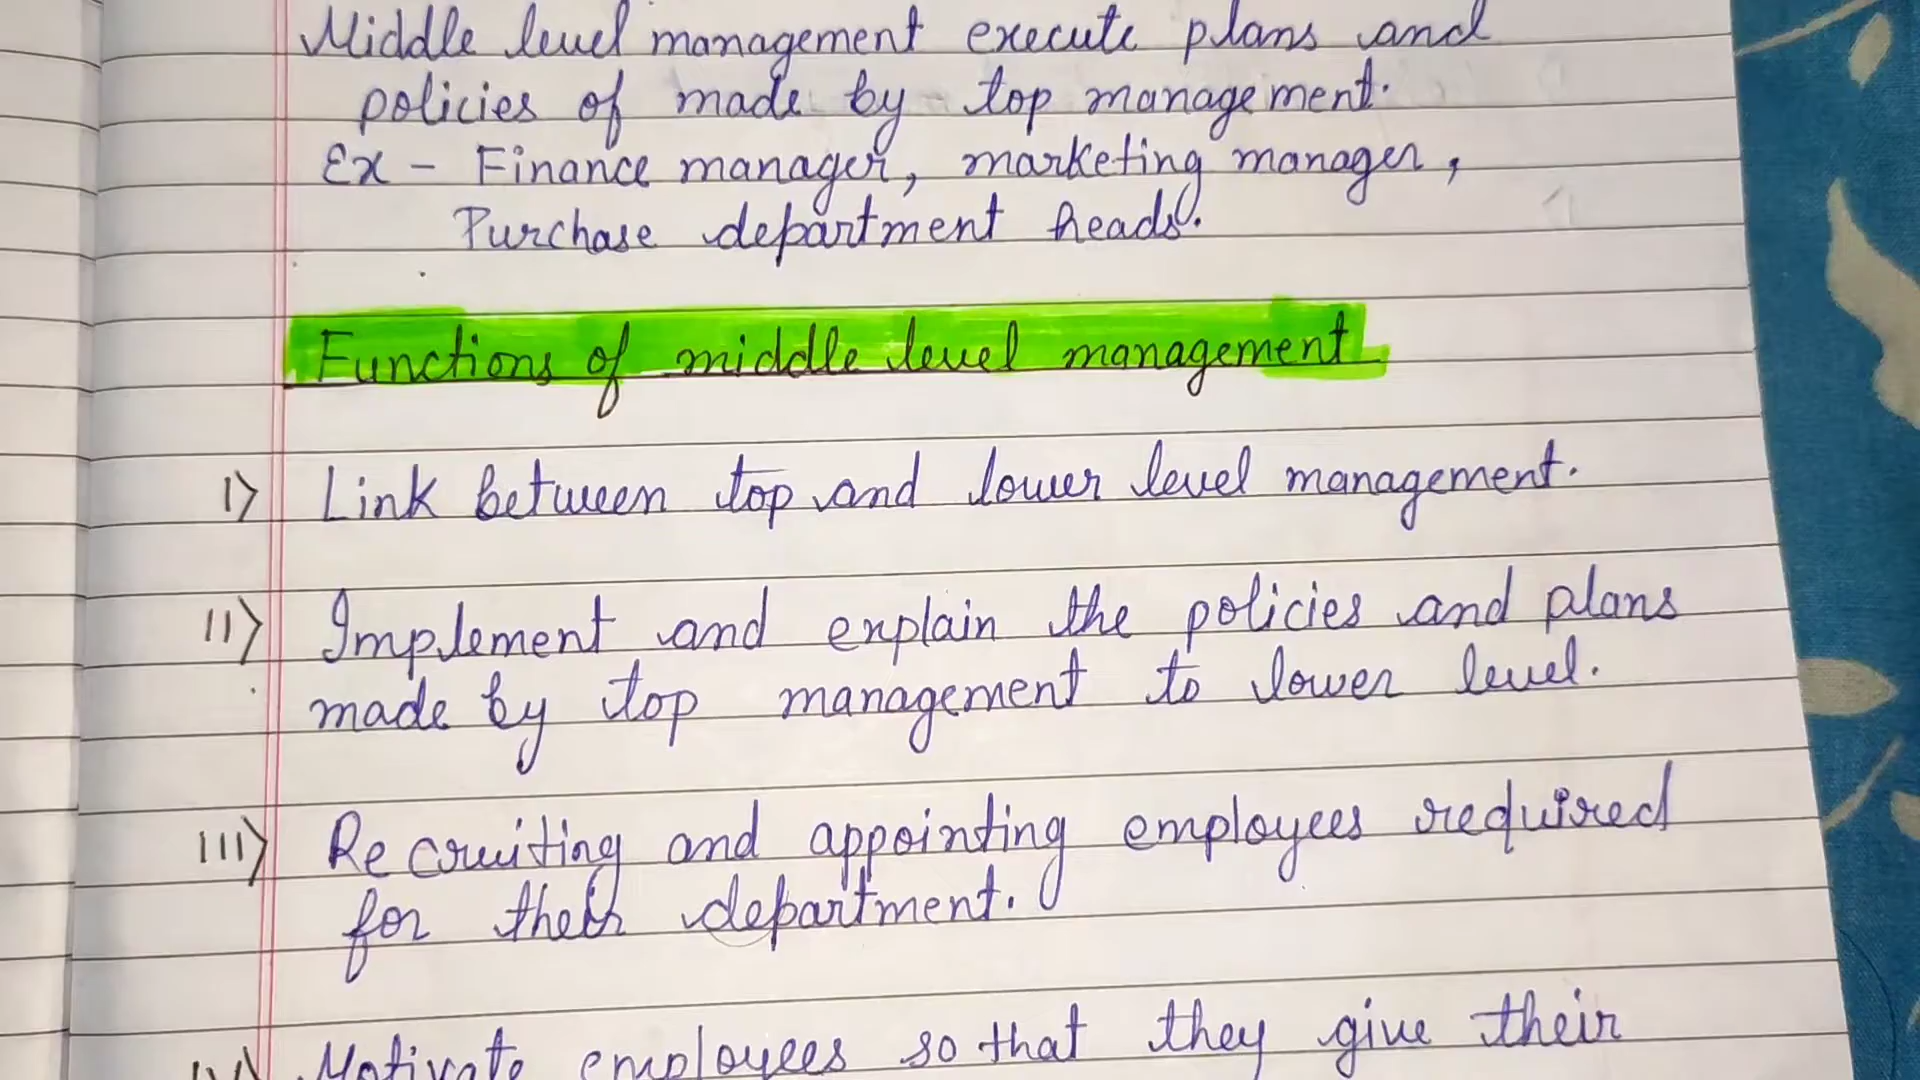 Middle level management execute plans and
policies of made by top management.
Ex - Finance manager, marketing manager,
Purchase department heads.
Functions of middle level management
I) Link between top and lower level management.
II) Implement and explain the policies and plans
made by top management to lower level.
III) Recruiting and appointing employees required
for their department.
IV) Motivate employees so that they give their